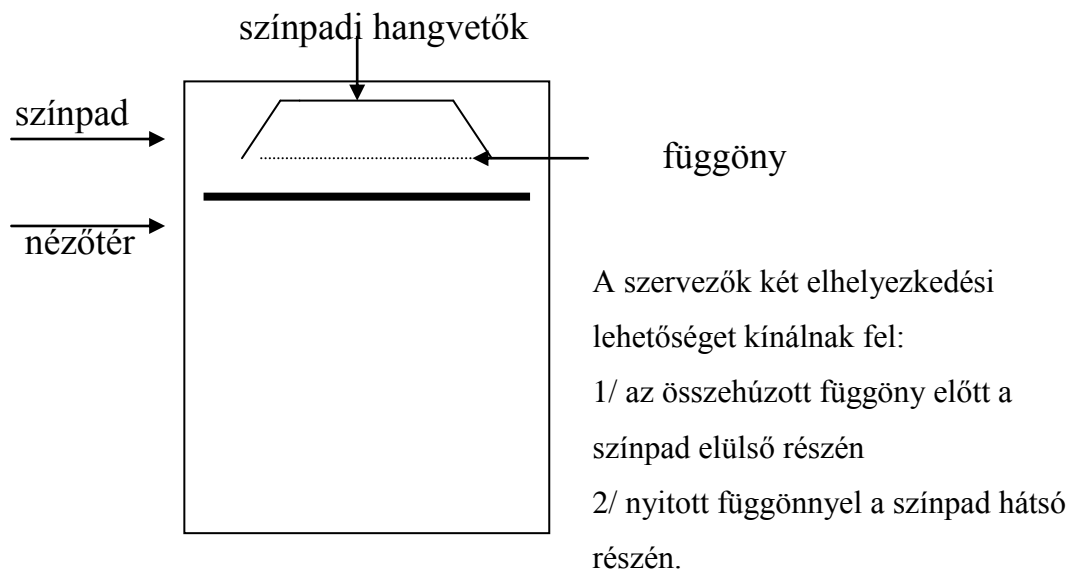 színpadi hangvetők
színpad
függöny
nézőtér
A szervezők két elhelyezkedési
lehetőséget kínálnak fel:
1/ az összehúzott függöny előtt a
színpad elülső részén
2/ nyitott függönnyel a színpad hátsó
részén.